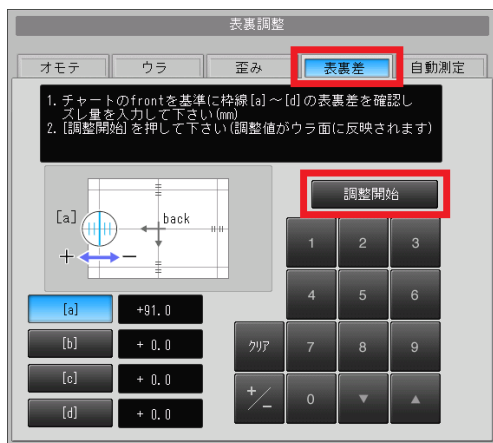 表裏調整
オモテ ウラ 歪み 表裏差 自動測定
1. チャートのfrontを基準に枠線[a]～[d]の表裏差を確認し
ズレ量を入力して下さい(mm)
2. [調整開始]を押して下さい(調整値がウラ面に反映されます)
調整開始
[a] back
+ -
1 2 3
[a] +91.0 4 5 6
[b] + 0.0 クリア 7 8 9
[c] + 0.0
[d] + 0.0 +/- 0 ▼ ▲